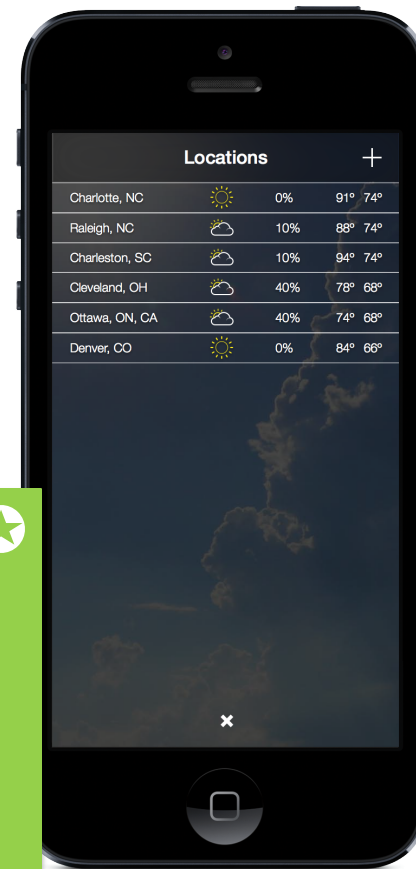 Locations
Charlotte, NC 0% 91º 74º
Raleigh, NC 10% 88º 74º
Charleston, SC 10% 94º 74º
Cleveland, OH 40% 78º 68º
Ottawa, ON, CA 40% 74º 68º
Denver, CO 0% 84º 66º